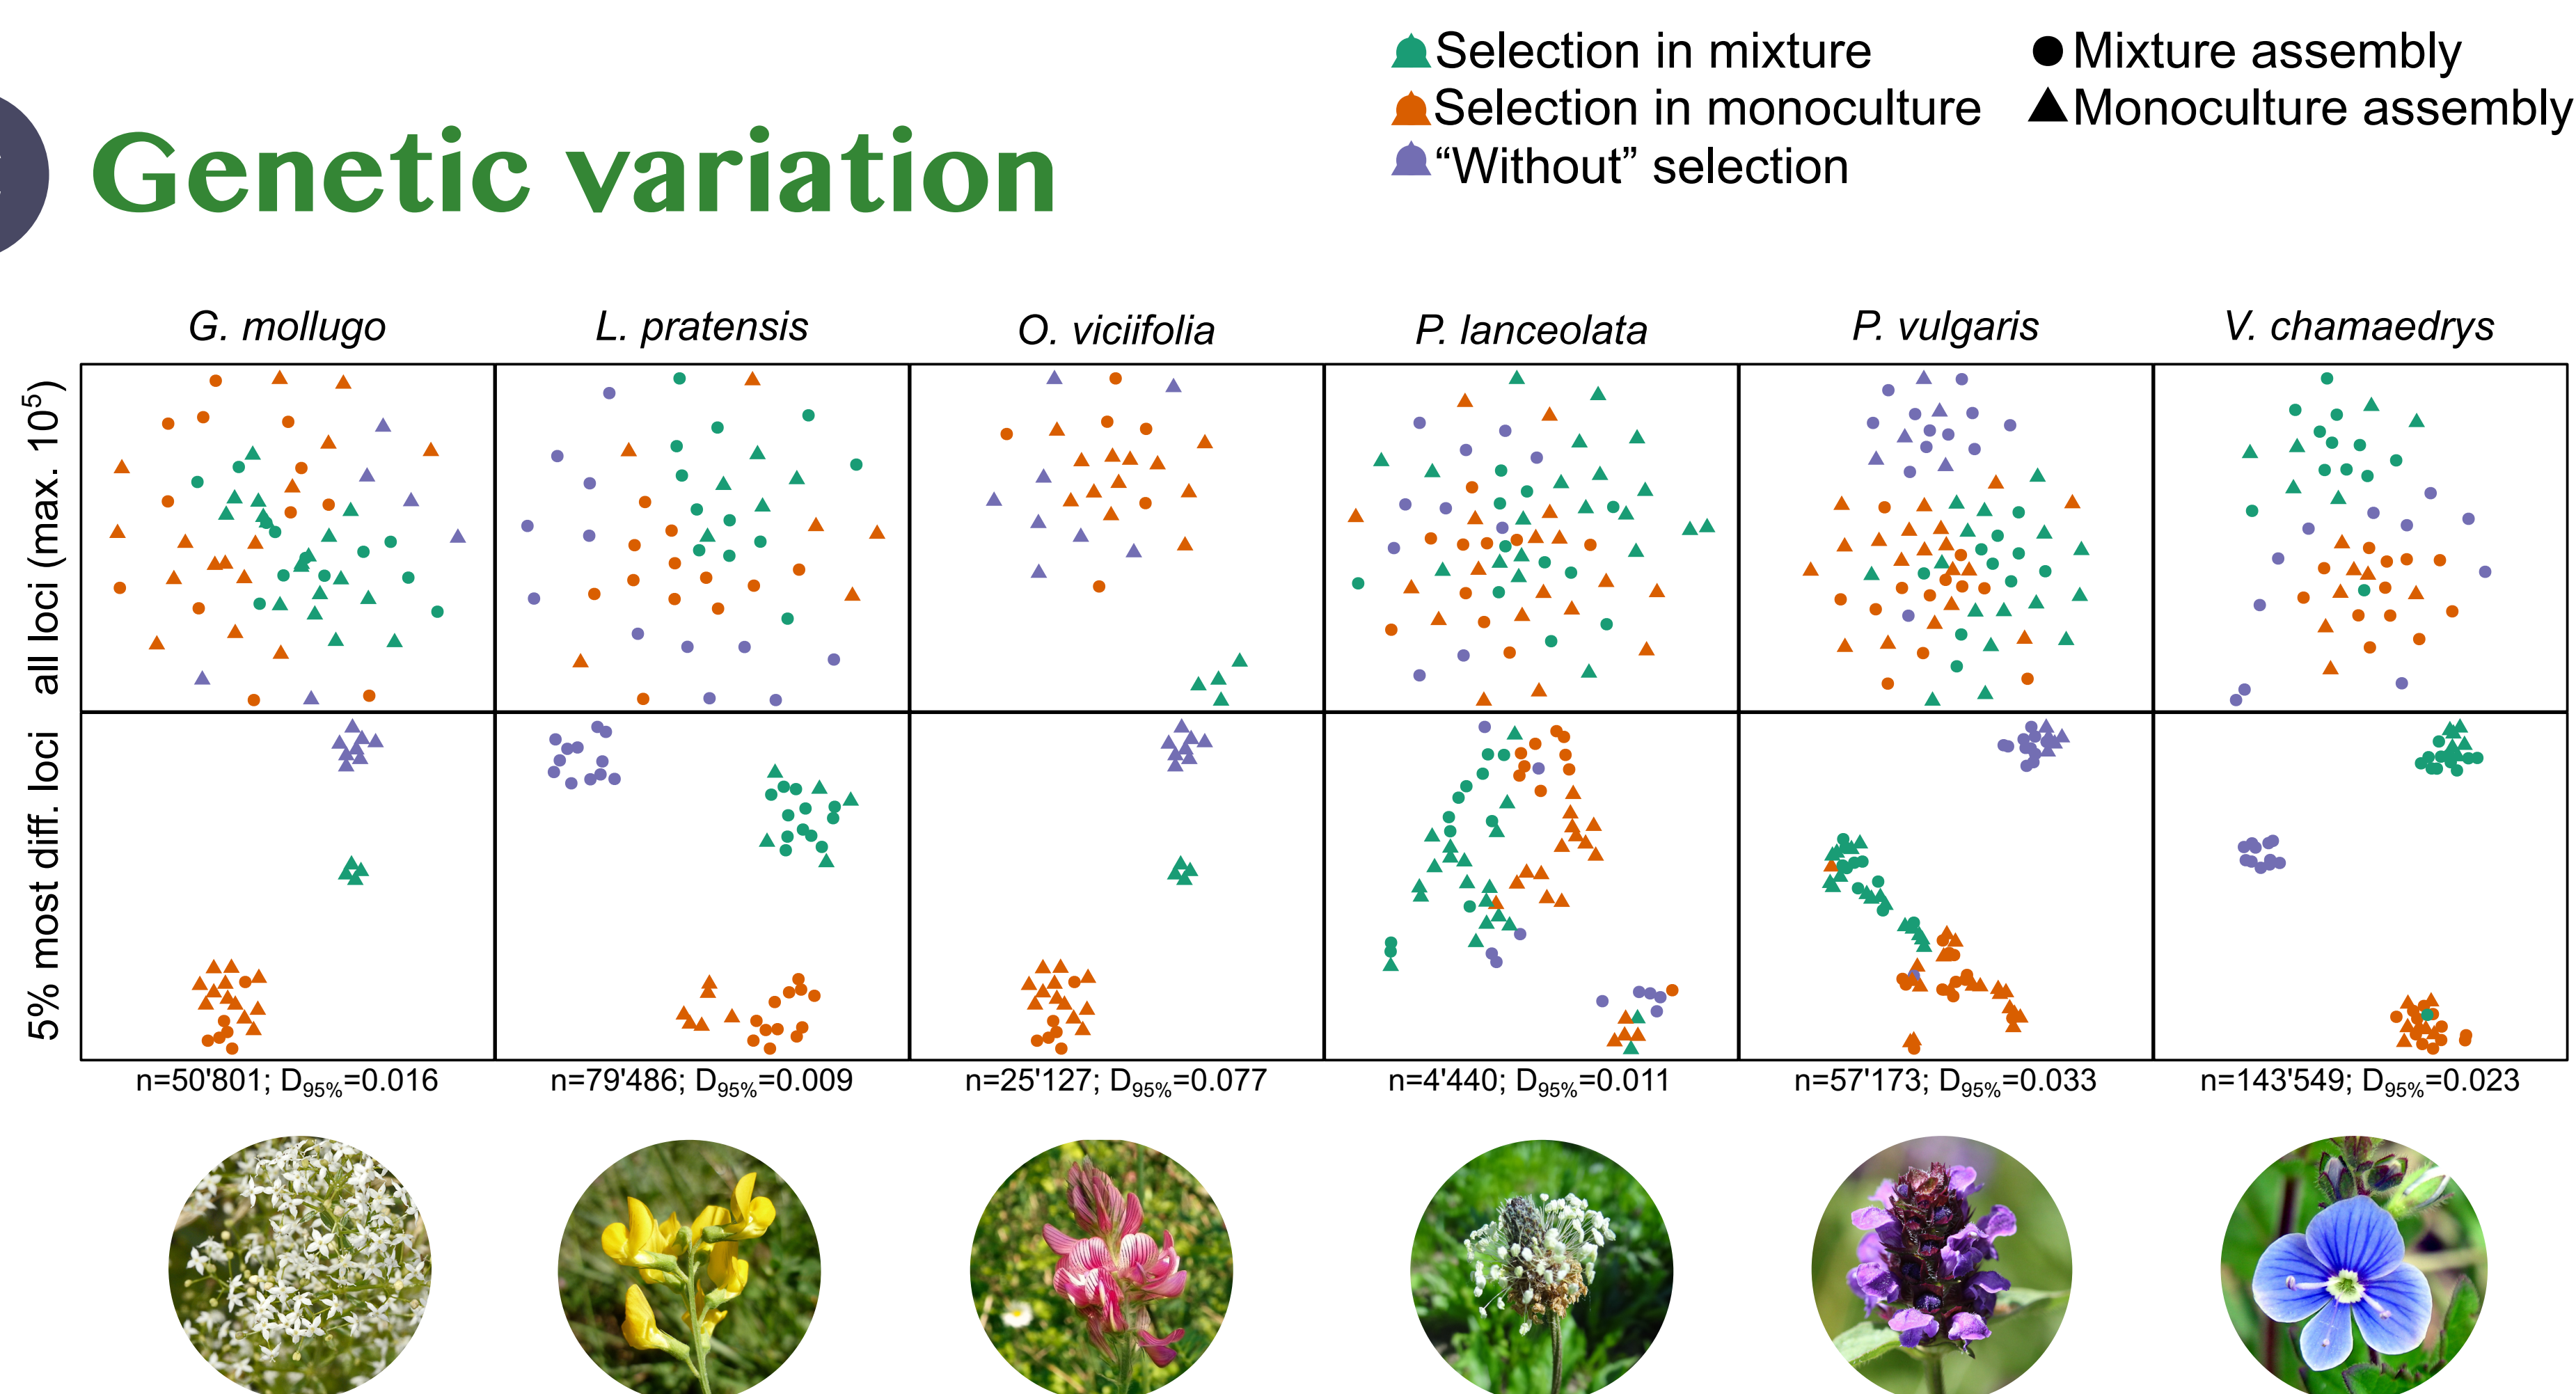 Selection in mixture
Mixture assembly
Selection in monoculture
Monoculture assembly
“Without” selection
Genetic variation
G. mollugo
L. pratensis
O. viciifolia
P. lanceolata
P. vulgaris
V. chamaedrys
all loci (max. 10⁵)
5% most diff. loci
n=50'801; D95%=0.016
n=79'486; D95%=0.009
n=25'127; D95%=0.077
n=4'440; D95%=0.011
n=57'173; D95%=0.033
n=143'549; D95%=0.023